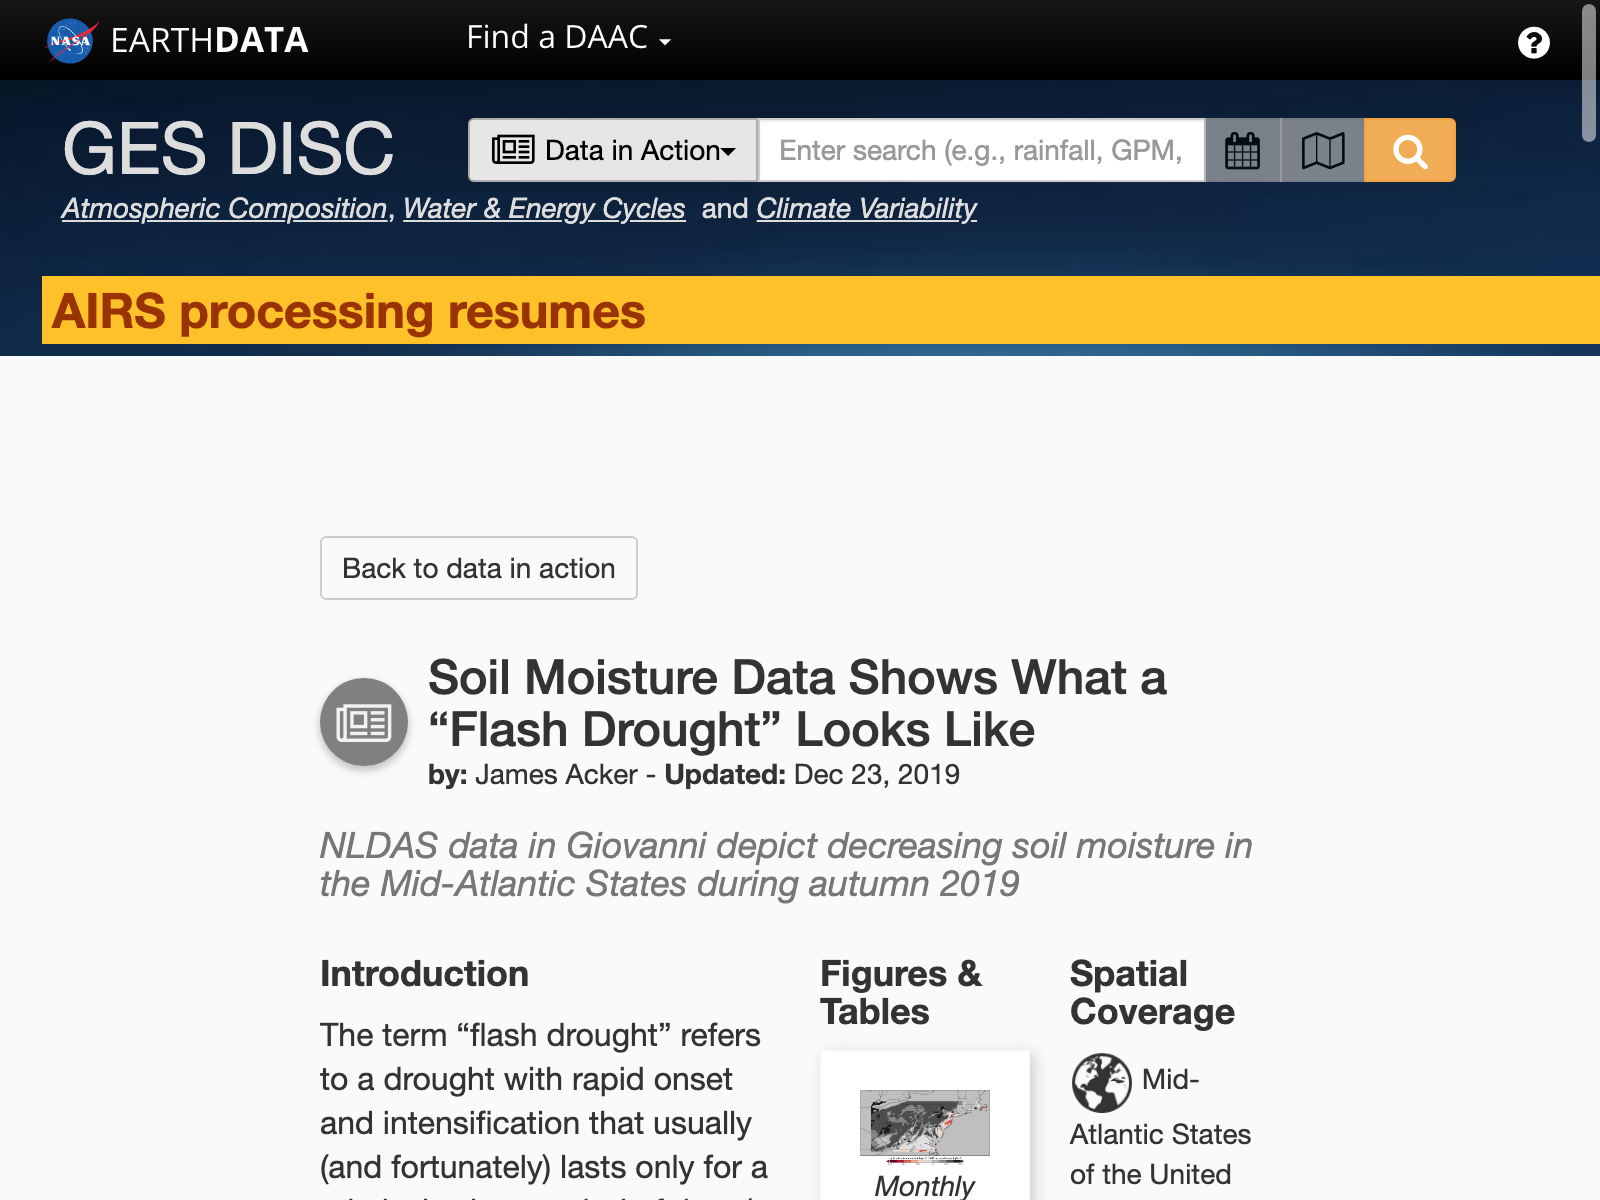 NASA EARTHDATA Find a DAAC
GES DISC
Data in Action
Enter search (e.g., rainfall, GPM,
Atmospheric Composition, Water & Energy Cycles and Climate Variability
AIRS processing resumes
Back to data in action
Soil Moisture Data Shows What a
“Flash Drought” Looks Like
by: James Acker - Updated: Dec 23, 2019
NLDAS data in Giovanni depict decreasing soil moisture in
the Mid-Atlantic States during autumn 2019
Introduction
The term “flash drought” refers
to a drought with rapid onset
and intensification that usually
(and fortunately) lasts only for a
Figures &
Tables
Monthly
Spatial
Coverage
Mid-
Atlantic States
of the United